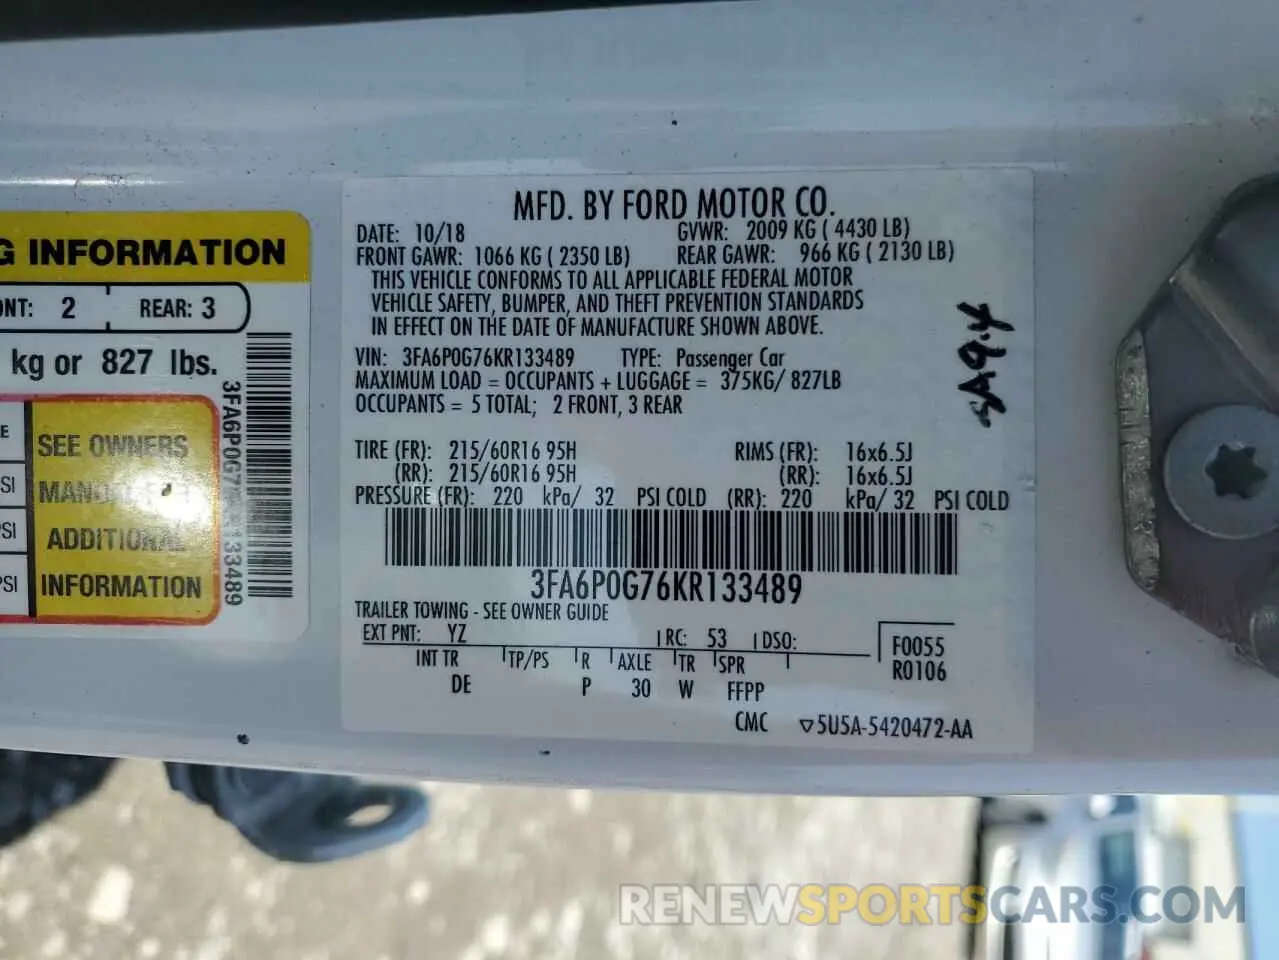 G INFORMATION
ONT: 2 REAR: 3
kg or 827 lbs.
E
SI
PSI
PSI
SEE OWNERS
MANUAL FOR
ADDITIONAL
INFORMATION
3FA6P0G76KR133489
MFD. BY FORD MOTOR CO.
DATE: 10/18 GVWR: 2009 KG ( 4430 LB)
FRONT GAWR: 1066 KG ( 2350 LB) REAR GAWR: 966 KG ( 2130 LB)
THIS VEHICLE CONFORMS TO ALL APPLICABLE FEDERAL MOTOR
VEHICLE SAFETY, BUMPER, AND THEFT PREVENTION STANDARDS
IN EFFECT ON THE DATE OF MANUFACTURE SHOWN ABOVE.
VIN: 3FA6P0G76KR133489 TYPE: Passenger Car
MAXIMUM LOAD = OCCUPANTS + LUGGAGE = 375KG/ 827LB
OCCUPANTS = 5 TOTAL; 2 FRONT, 3 REAR
TIRE (FR): 215/60R16 95H RIMS (FR): 16x6.5J
(RR): 215/60R16 95H (RR): 16x6.5J
PRESSURE (FR): 220 kPa/ 32 PSI COLD (RR): 220 kPa/ 32 PSI COLD
3FA6P0G76KR133489
TRAILER TOWING - SEE OWNER GUIDE
EXT PNT: YZ RC: 53 DSO:
F0055
R0106
INT TR TP/PS R AXLE TR SPR
DE P 30 W FFPP
CMC ▽5U5A-5420472-AA
RENEWSPORTSCARS.COM